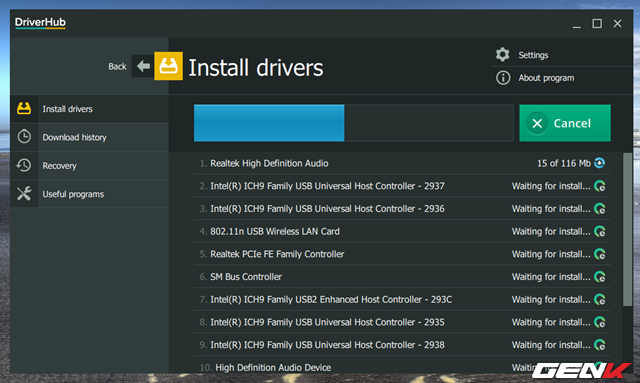 DriverHub
Back
Install drivers
Settings
About program
Install drivers
Download history
Recovery
Useful programs
Cancel
1. Realtek High Definition Audio 15 of 116 Mb
2. Intel(R) ICH9 Family USB Universal Host Controller - 2937 Waiting for install...
3. Intel(R) ICH9 Family USB Universal Host Controller - 2936 Waiting for install...
4. 802.11n USB Wireless LAN Card Waiting for install...
5. Realtek PCIe FE Family Controller Waiting for install...
6. SM Bus Controller Waiting for install...
7. Intel(R) ICH9 Family USB2 Enhanced Host Controller - 293C Waiting for install...
8. Intel(R) ICH9 Family USB Universal Host Controller - 2935 Waiting for install...
9. Intel(R) ICH9 Family USB Universal Host Controller - 2938 Waiting for install...
10. High Definition Audio Device
GENK